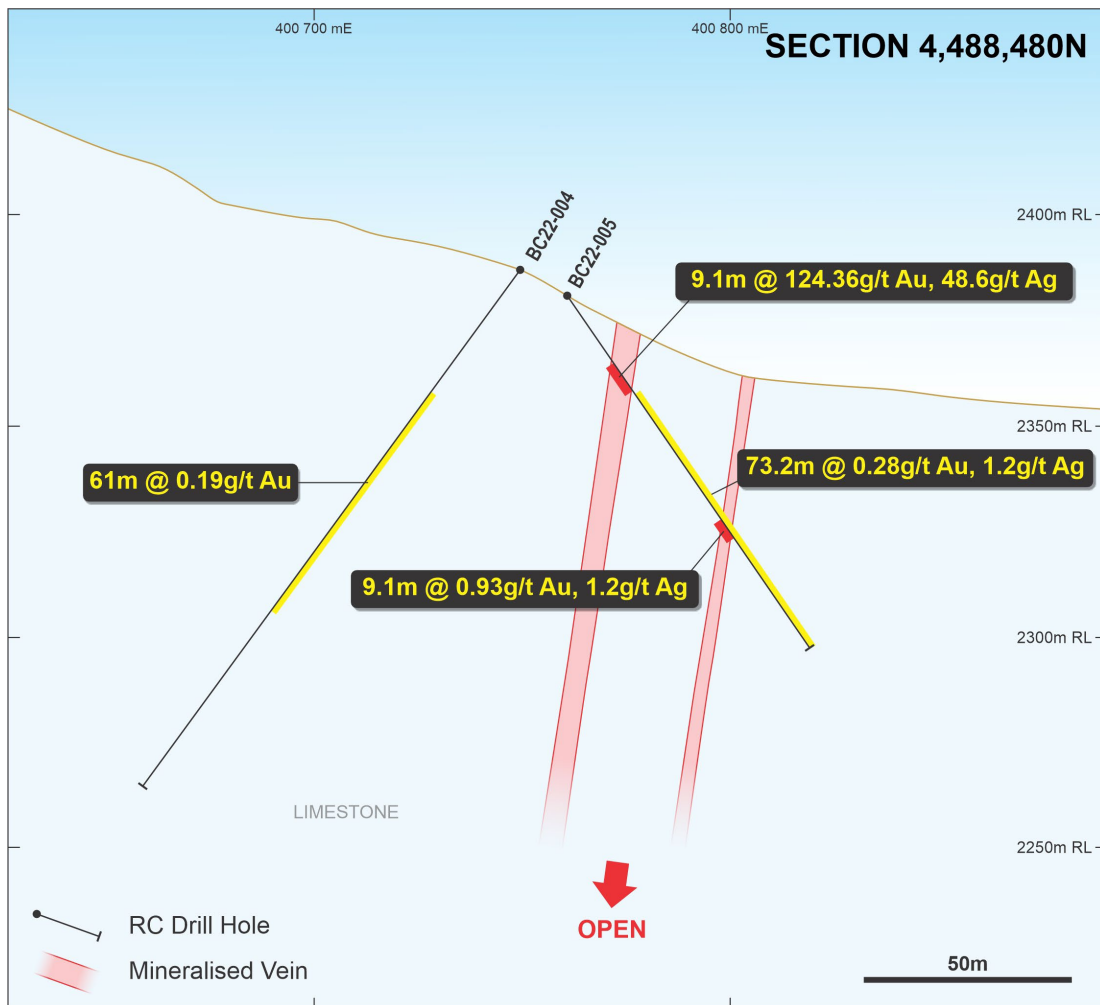 400 700 mE
400 800 mE
SECTION 4,488,480N
2400m RL
BC22-004
BC22-005
9.1m @ 124.36g/t Au, 48.6g/t Ag
2350m RL
61m @ 0.19g/t Au
73.2m @ 0.28g/t Au, 1.2g/t Ag
9.1m @ 0.93g/t Au, 1.2g/t Ag
2300m RL
LIMESTONE
2250m RL
OPEN
RC Drill Hole
Mineralised Vein
50m